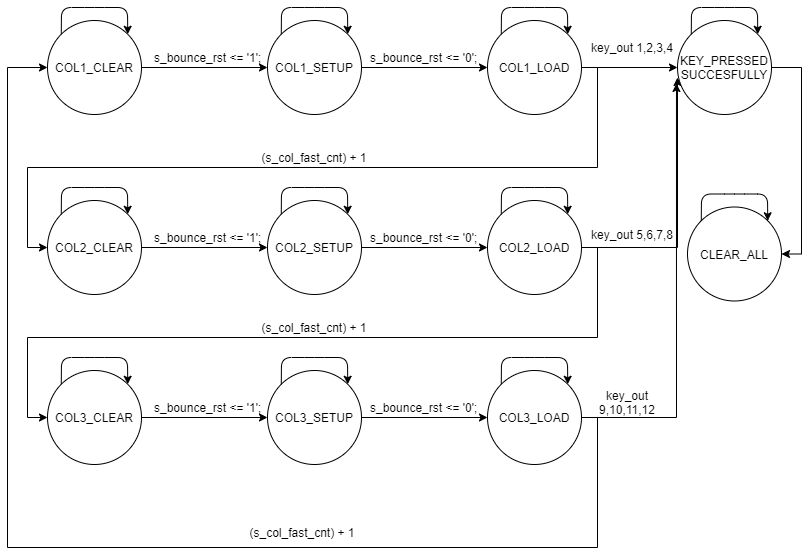 COL1_CLEAR
s_bounce_rst <= '1';
COL1_SETUP
s_bounce_rst <= '0';
COL1_LOAD
key_out 1,2,3,4
KEY_PRESSED
SUCCESFULLY
(s_col_fast_cnt) + 1
COL2_CLEAR
s_bounce_rst <= '1';
COL2_SETUP
s_bounce_rst <= '0';
COL2_LOAD
key_out 5,6,7,8
CLEAR_ALL
(s_col_fast_cnt) + 1
COL3_CLEAR
s_bounce_rst <= '1';
COL3_SETUP
s_bounce_rst <= '0';
COL3_LOAD
key_out
9,10,11,12
(s_col_fast_cnt) + 1